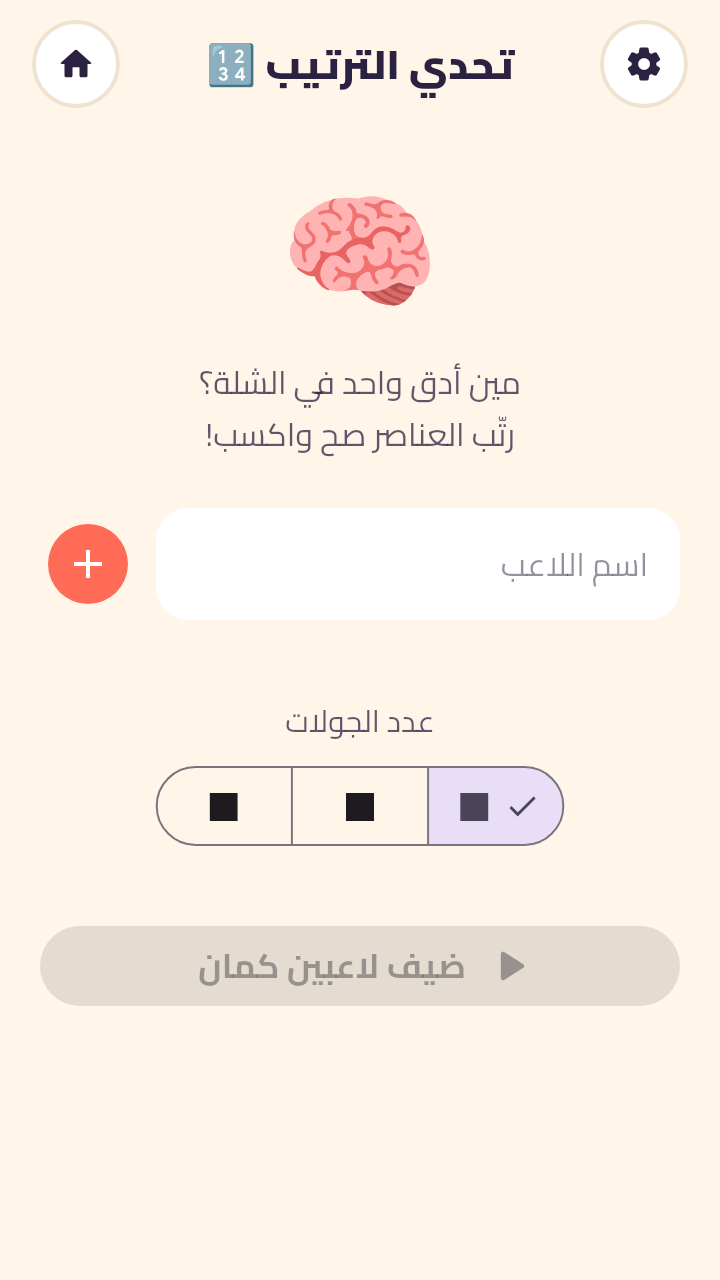 تحدي الترتيب 🔢
مين أدق واحد في الشلة؟
رتّب العناصر صح واكسب!
اسم اللاعب
عدد الجولات
ضيف لاعبين كمان